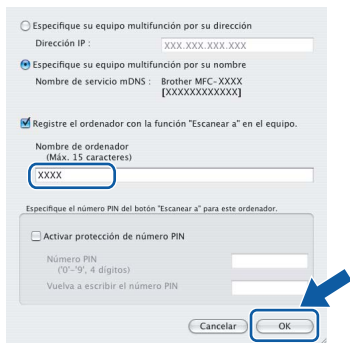 Especifique su equipo multifunción por su dirección
Dirección IP : XXX.XXX.XXX.XXX
Especifique su equipo multifunción por su nombre
Nombre de servicio mDNS : Brother MFC-XXXX
[XXXXXXXXXXXX]
Registre el ordenador con la función "Escanear a" en el equipo.
Nombre de ordenador
(Máx. 15 caracteres)
XXXX
Especifique el número PIN del botón "Escanear a" para este ordenador.
Activar protección de número PIN
Número PIN
('0'-'9', 4 dígitos)
Vuelva a escribir el número PIN
Cancelar OK